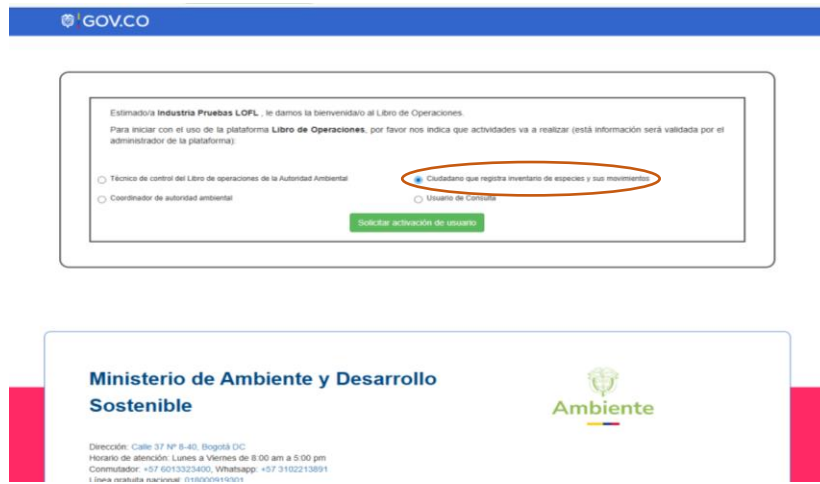 GOV.CO
Estimado/a Industria Pruebas LOFL , le damos la bienvenida/o al Libro de Operaciones.
Para iniciar con el uso de la plataforma Libro de Operaciones, por favor nos indica que actividades va a realizar (está información será validada por el
administrador de la plataforma):
Técnico de control del Libro de operaciones de la Autoridad Ambiental
Ciudadano que registra inventario de especies y sus movimientos
Coordinador de autoridad ambiental
Usuario de Consulta
Solicitar activación de usuario
Ministerio de Ambiente y Desarrollo
Sostenible
Ambiente
Dirección: Calle 37 Nº 8-40, Bogotá DC
Horario de atención: Lunes a Viernes de 8:00 am a 5:00 pm
Conmutador: +57 6013323400, Whatsapp: +57 3102213891
Línea gratuita nacional: 018000919301